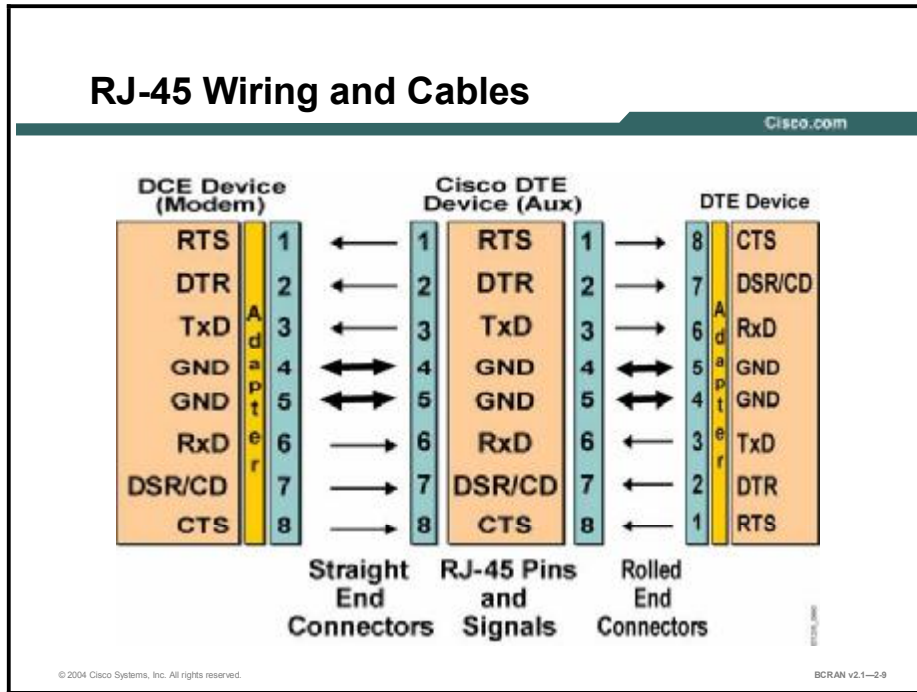 RJ-45 Wiring and Cables
Cisco.com
DCE Device
(Modem)
Cisco DTE
Device (Aux)
DTE Device
RTS 1 1 RTS 1 8 CTS
DTR 2 2 DTR 2 7 DSR/CD
TxD 3 3 TxD 3 6 RxD
GND 4 4 GND 4 5 GND
GND 5 5 GND 5 4 GND
RxD 6 6 RxD 6 3 TxD
DSR/CD 7 7 DSR/CD 7 2 DTR
CTS 8 8 CTS 8 1 RTS
Adapter
Adapter
Straight
End
Connectors
RJ-45 Pins
and
Signals
Rolled
End
Connectors
© 2004 Cisco Systems, Inc. All rights reserved.
BCRAN v2.1—2-9